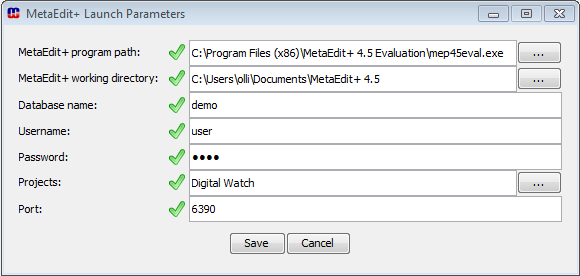 MetaEdit+ Launch Parameters
MetaEdit+ program path: C:\Program Files (x86)\MetaEdit+ 4.5 Evaluation\mep45eval.exe ...
MetaEdit+ working directory: C:\Users\olli\Documents\MetaEdit+ 4.5 ...
Database name: demo
Username: user
Password: ●●●●
Projects: Digital Watch ...
Port: 6390
Save Cancel